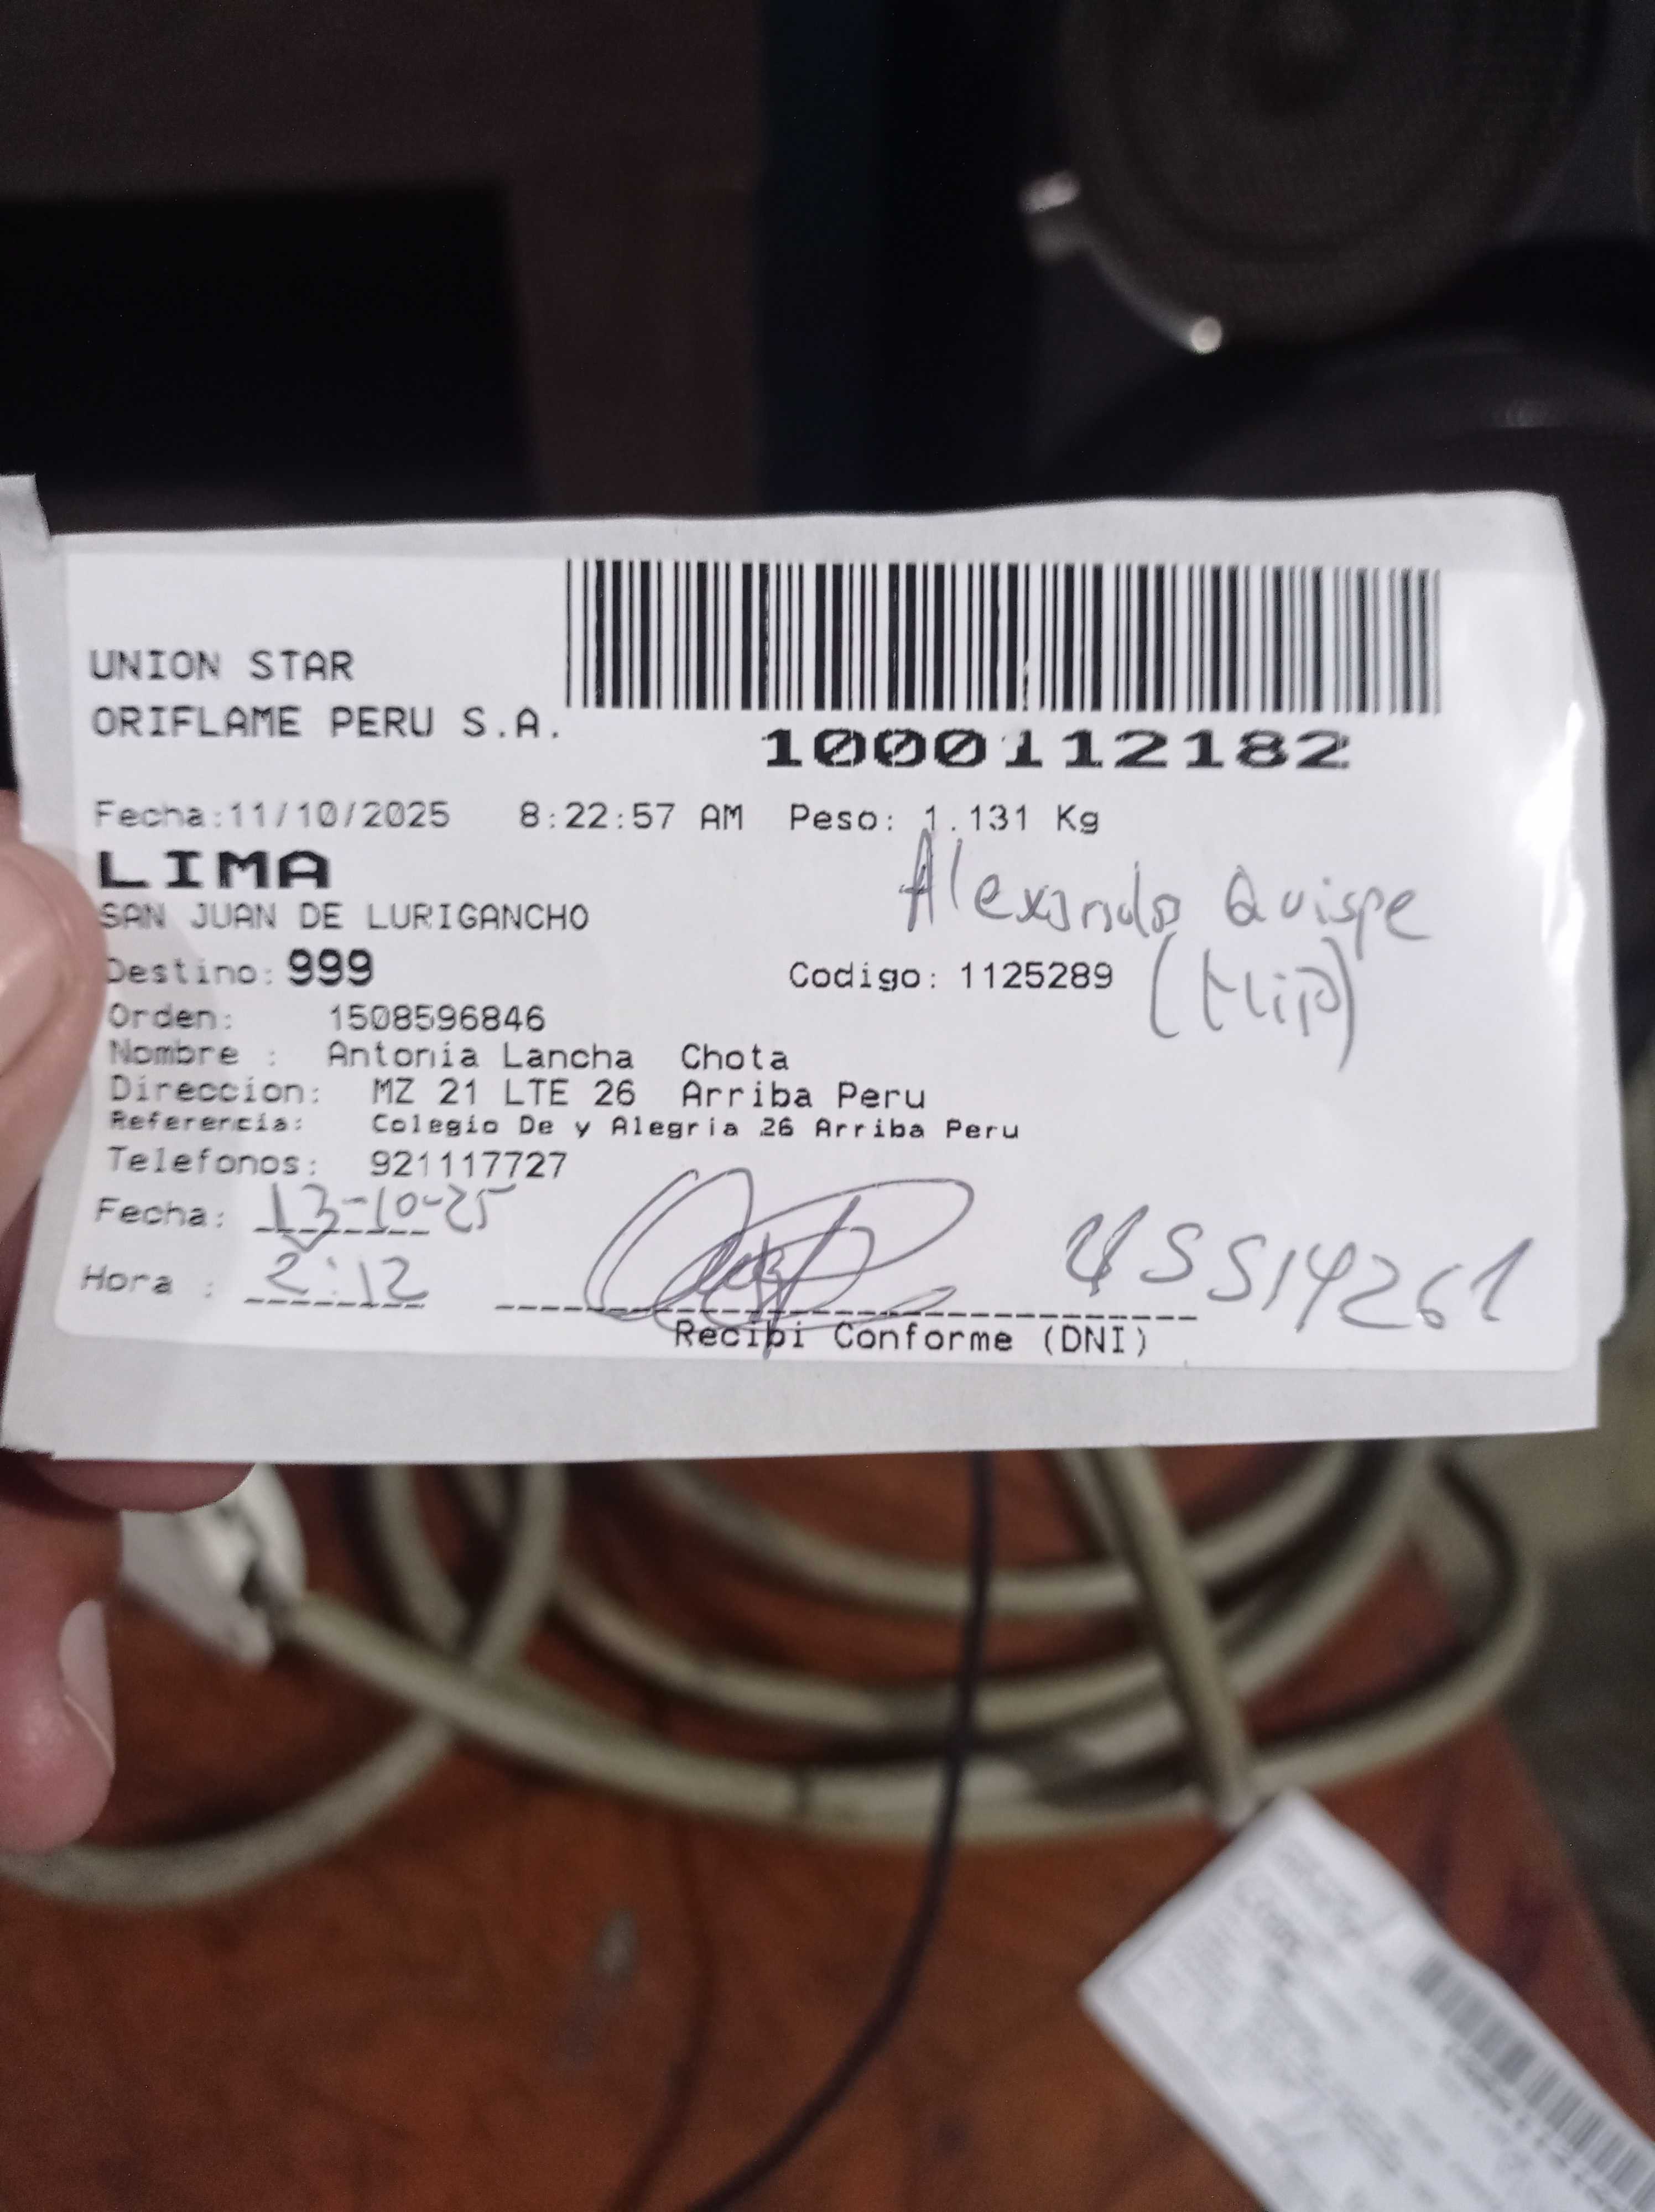 UNION STAR
ORIFLAME PERU S.A.
1000112182
Fecha:11/10/2025 8:22:57 AM Peso: 1.131 Kg
LIMA
Alexando Quispe
SAN JUAN DE LURIGANCHO
Destino: 999 Codigo: 1125289
Orden: 1508596846
Nombre : Antonia Lancha Chota
Direccion: MZ 21 LTE 26 Arriba Peru
Referencia: Colegio De y Alegria 26 Arriba Peru
Telefonos: 921117727
Fecha: 13-10-25
Hora : 2:12
Recibi Conforme (DNI)